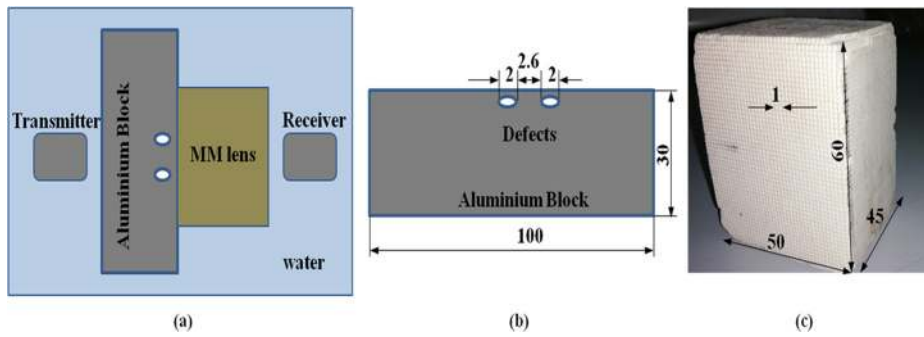 Transmitter
Aluminium Block
MM lens
Receiver
water
(a)
2.6
2
2
Defects
Aluminium Block
30
100
(b)
1
60
45
50
(c)